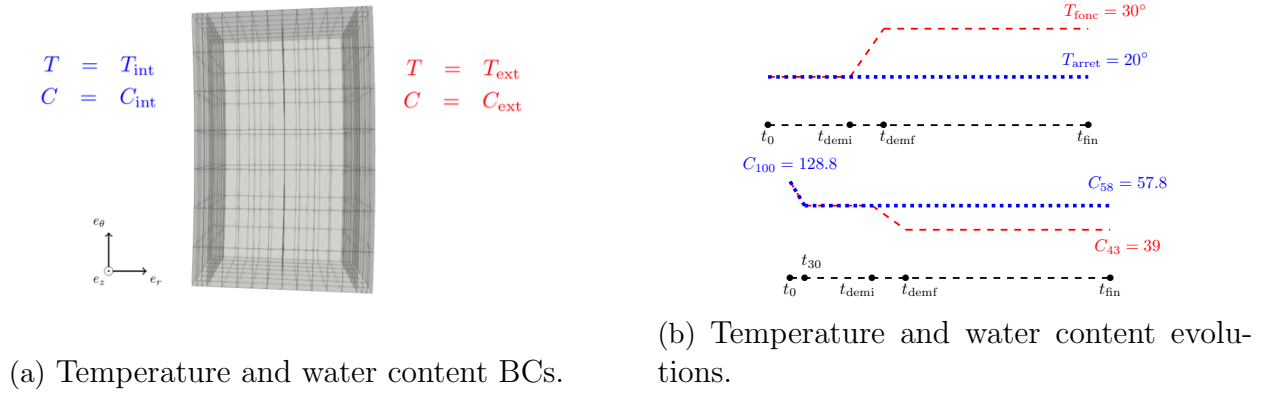 T = T_int
C = C_int
T = T_ext
C = C_ext
e_θ
e_z
e_r
(a) Temperature and water content BCs.
T_fonc = 30°
T_arret = 20°
t_0 t_demi t_demf t_fin
C_100 = 128.8
C_58 = 57.8
C_43 = 39
t_30
t_0 t_demi t_demf t_fin
(b) Temperature and water content evolu-
tions.